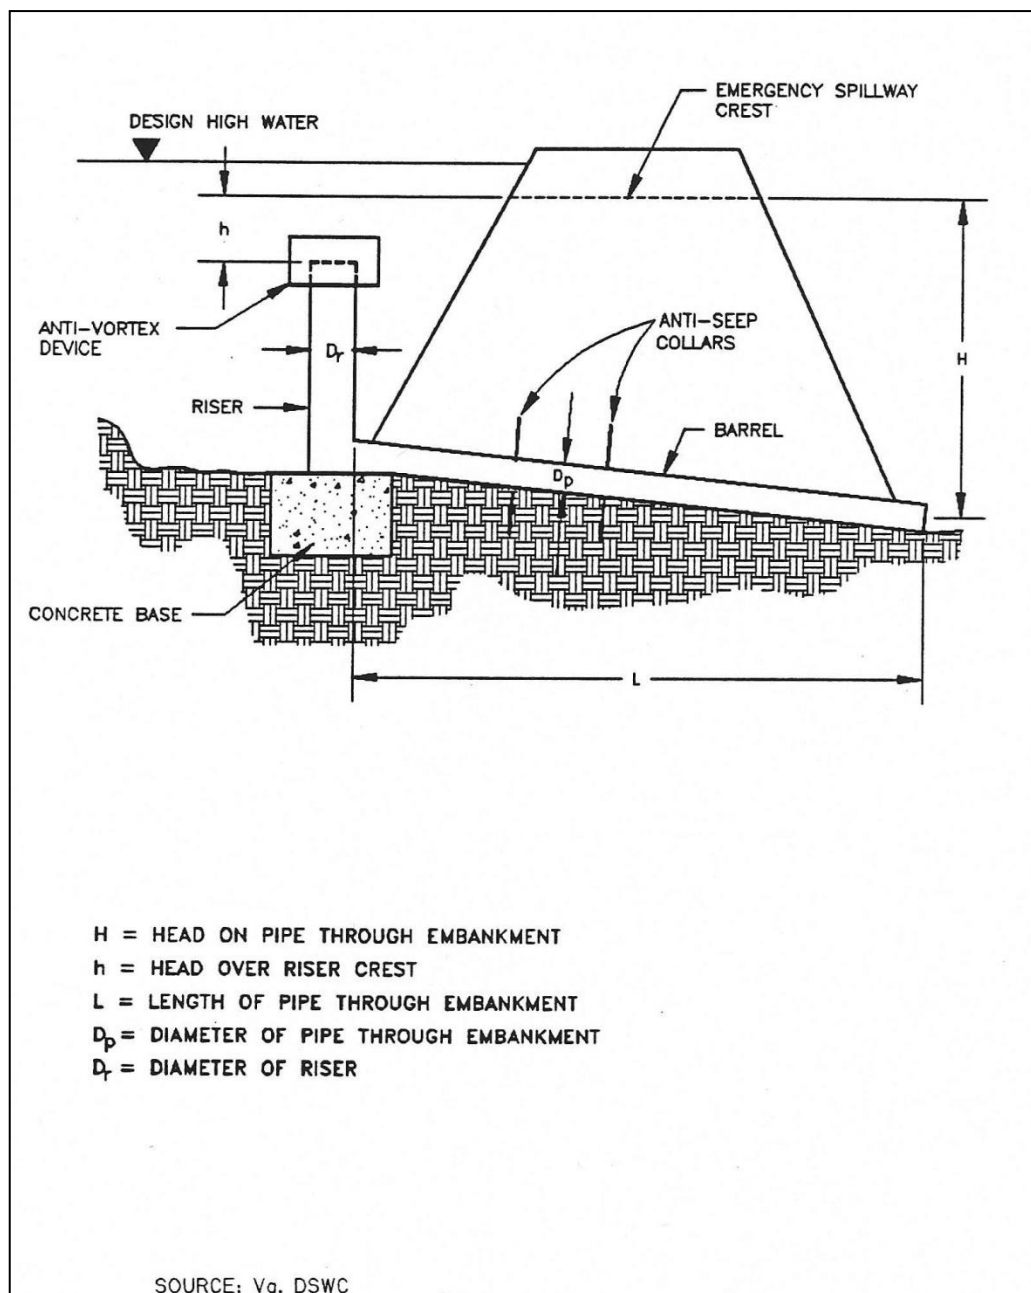 EMERGENCY SPILLWAY
CREST
DESIGN HIGH WATER
h
ANTI-VORTEX
DEVICE
Dr
ANTI-SEEP
COLLARS
H
RISER
BARREL
Dp
CONCRETE BASE
L
H = HEAD ON PIPE THROUGH EMBANKMENT
h = HEAD OVER RISER CREST
L = LENGTH OF PIPE THROUGH EMBANKMENT
Dp = DIAMETER OF PIPE THROUGH EMBANKMENT
Dr = DIAMETER OF RISER
SOURCE: Va. DSWC